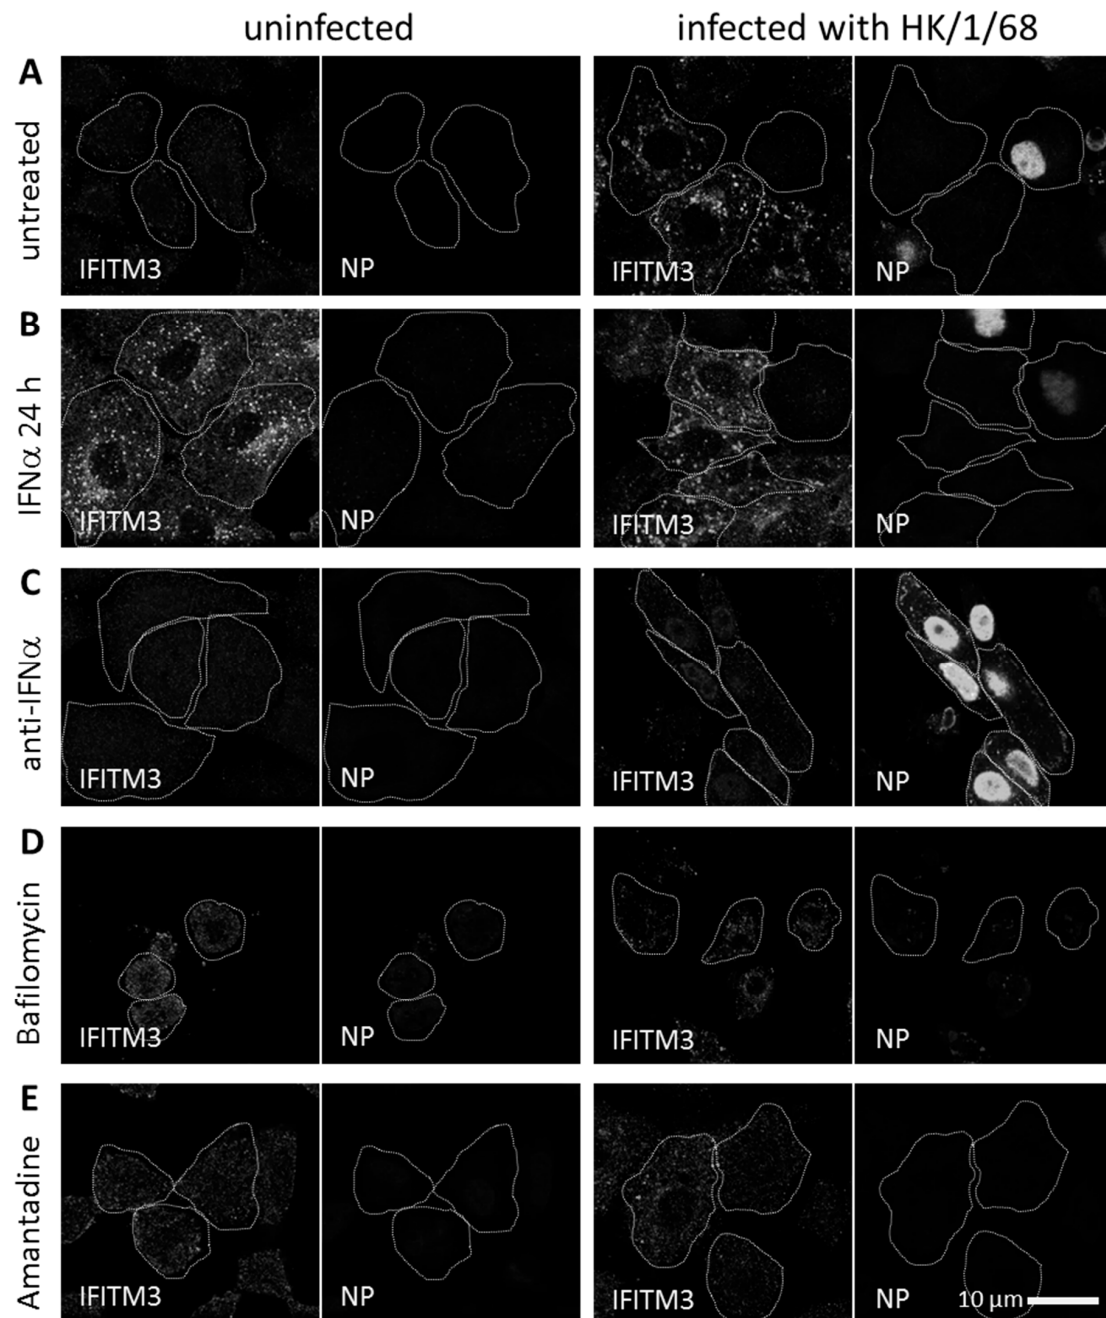 uninfected infected with HK/1/68
A
untreated
IFITM3 NP IFITM3 NP
B
IFNα 24 h
IFITM3 NP IFITM3 NP
C
anti-IFNα
IFITM3 NP IFITM3 NP
D
Bafilomycin
IFITM3 NP IFITM3 NP
E
Amantadine
IFITM3 NP IFITM3 NP 10 µm